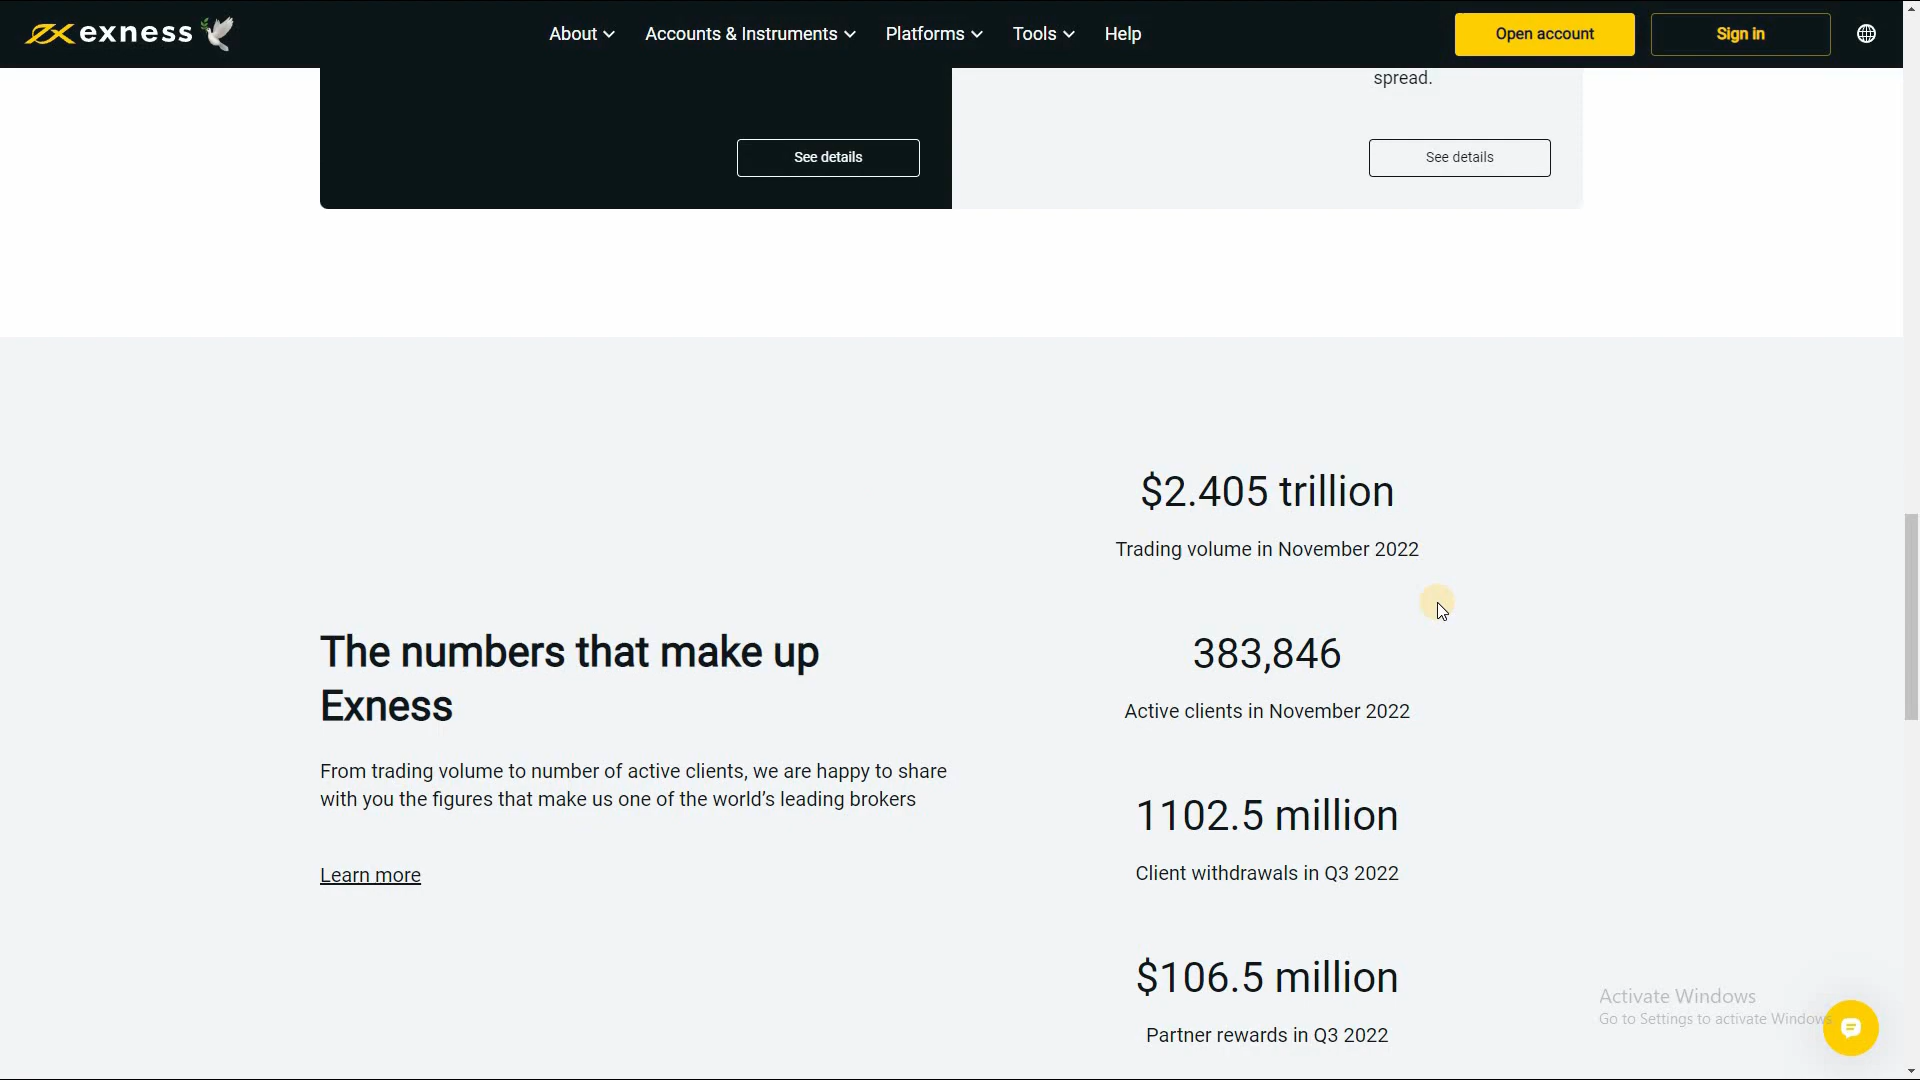 exness
About
Accounts & Instruments
Platforms
Tools
Help
Open account
Sign in
spread.
See details
See details
$2.405 trillion
Trading volume in November 2022
383,846
Active clients in November 2022
The numbers that make up
Exness
From trading volume to number of active clients, we are happy to share
with you the figures that make us one of the world's leading brokers
Learn more
1102.5 million
Client withdrawals in Q3 2022
$106.5 million
Partner rewards in Q3 2022
Activate Windows
Go to Settings to activate Windows